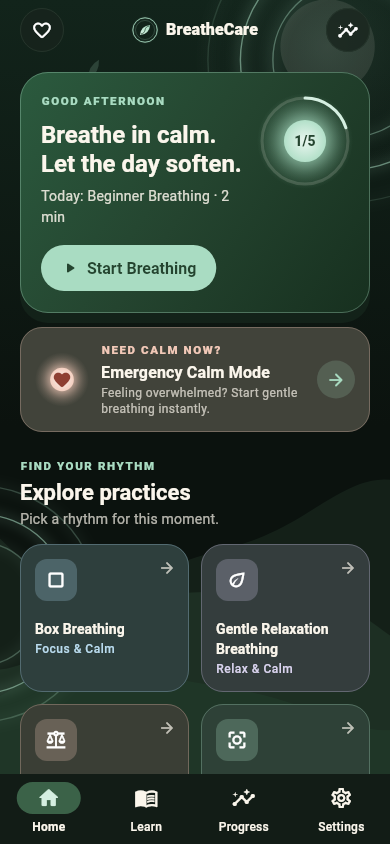 BreatheCare
GOOD AFTERNOON
Breathe in calm.
Let the day soften.
1/5
Today: Beginner Breathing · 2
min
Start Breathing
NEED CALM NOW?
Emergency Calm Mode
Feeling overwhelmed? Start gentle
breathing instantly.
FIND YOUR RHYTHM
Explore practices
Pick a rhythm for this moment.
Box Breathing
Focus & Calm
Gentle Relaxation
Breathing
Relax & Calm
Home
Learn
Progress
Settings